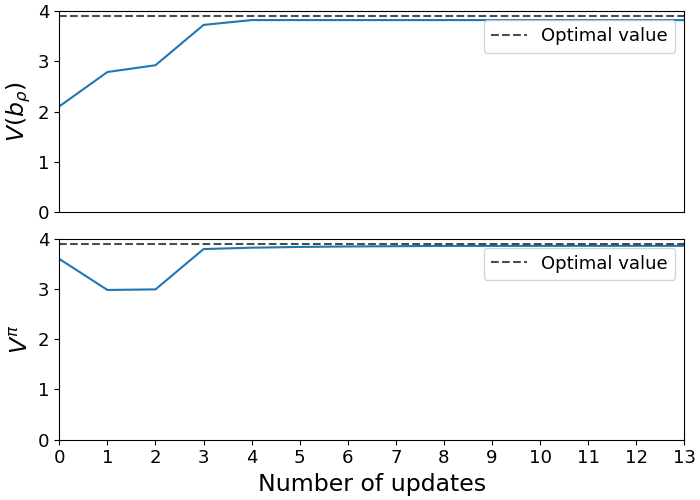 4
3
2
1
0
V(b_ρ)
Optimal value
4
3
2
1
0
V^π
Optimal value
0 1 2 3 4 5 6 7 8 9 10 11 12 13
Number of updates